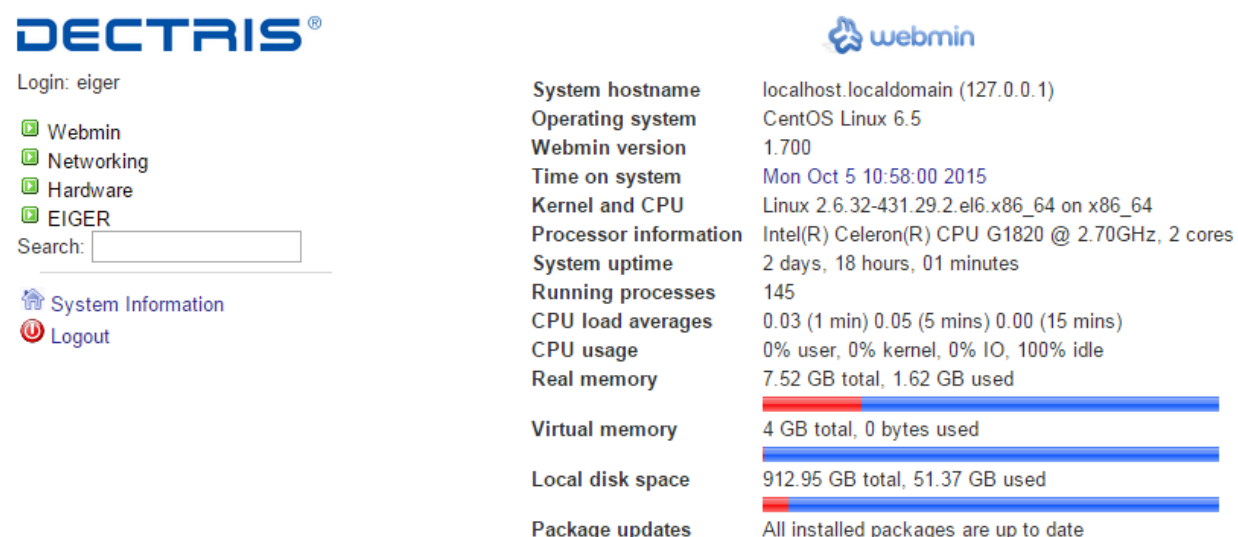 DECTRIS®
Login: eiger
Webmin
Networking
Hardware
EIGER
Search:
System Information
Logout
webmin
System hostname localhost.localdomain (127.0.0.1)
Operating system CentOS Linux 6.5
Webmin version 1.700
Time on system Mon Oct 5 10:58:00 2015
Kernel and CPU Linux 2.6.32-431.29.2.el6.x86_64 on x86_64
Processor information Intel(R) Celeron(R) CPU G1820 @ 2.70GHz, 2 cores
System uptime 2 days, 18 hours, 01 minutes
Running processes 145
CPU load averages 0.03 (1 min) 0.05 (5 mins) 0.00 (15 mins)
CPU usage 0% user, 0% kernel, 0% IO, 100% idle
Real memory 7.52 GB total, 1.62 GB used
Virtual memory 4 GB total, 0 bytes used
Local disk space 912.95 GB total, 51.37 GB used
Package updates All installed packages are up to date